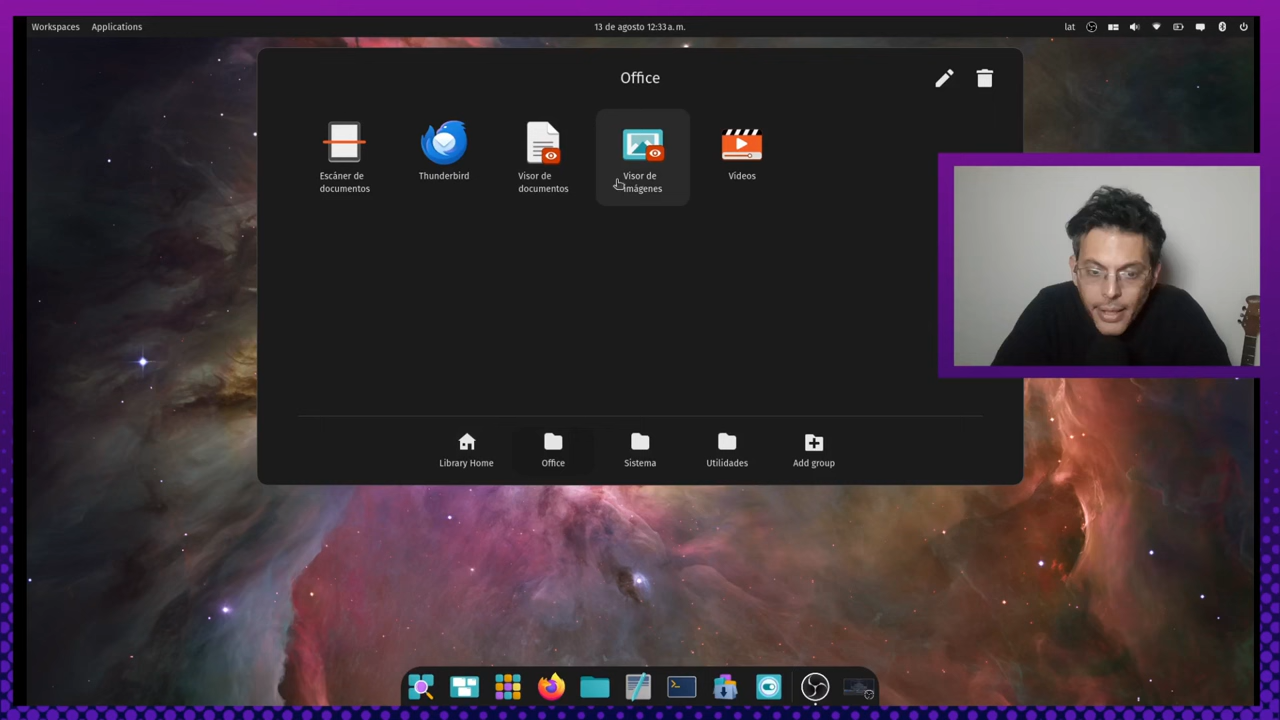 Workspaces Applications 13 de agosto 12:33 a. m. lat
Office
Escáner de
documentos
Thunderbird
Visor de
documentos
Visor de
imágenes
Vídeos
Library Home
Office
Sistema
Utilidades
Add group